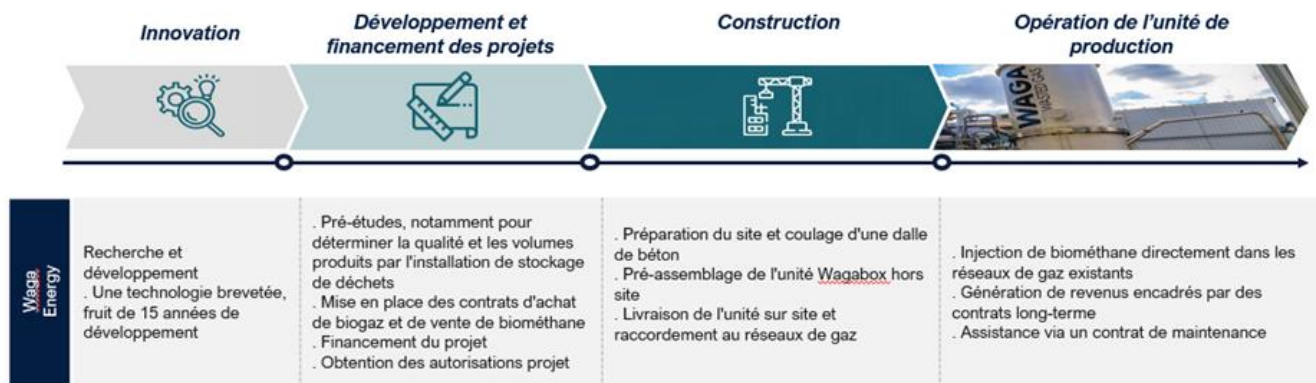 Innovation
Développement et
financement des projets
Construction
Opération de l'unité de
production
WAGA
WASTED GAS
Waga
Energy
Recherche et
développement
. Une technologie brevetée,
fruit de 15 années de
développement
. Pré-études, notamment pour
déterminer la qualité et les volumes
produits par l'installation de stockage
de déchets
. Mise en place des contrats d'achat
de biogaz et de vente de biométhane
. Financement du projet
. Obtention des autorisations projet
. Préparation du site et coulage d'une dalle
de béton
. Pré-assemblage de l'unité Wagabox hors
site
. Livraison de l'unité sur site et
raccordement au réseaux de gaz
. Injection de biométhane directement dans les
réseaux de gaz existants
. Génération de revenus encadrés par des
contrats long-terme
. Assistance via un contrat de maintenance